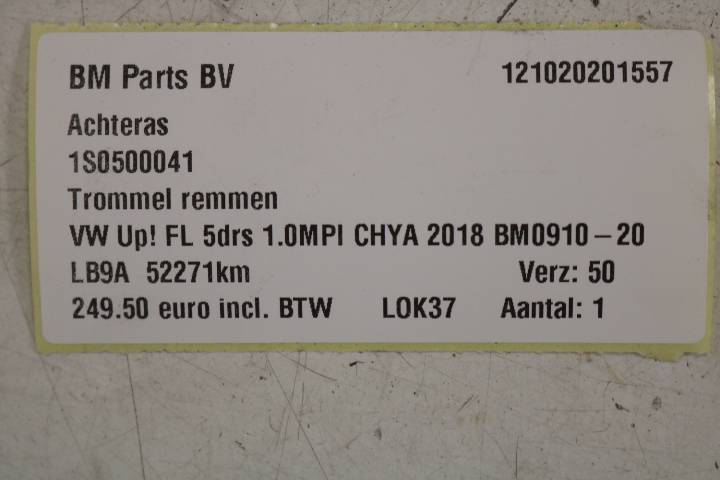 BM Parts BV 121020201557
Achteras
1S0500041
Trommel remmen
VW Up! FL 5drs 1.0MPI CHYA 2018 BM0910-20
LB9A 52271km Verz: 50
249.50 euro incl. BTW LOK37 Aantal: 1